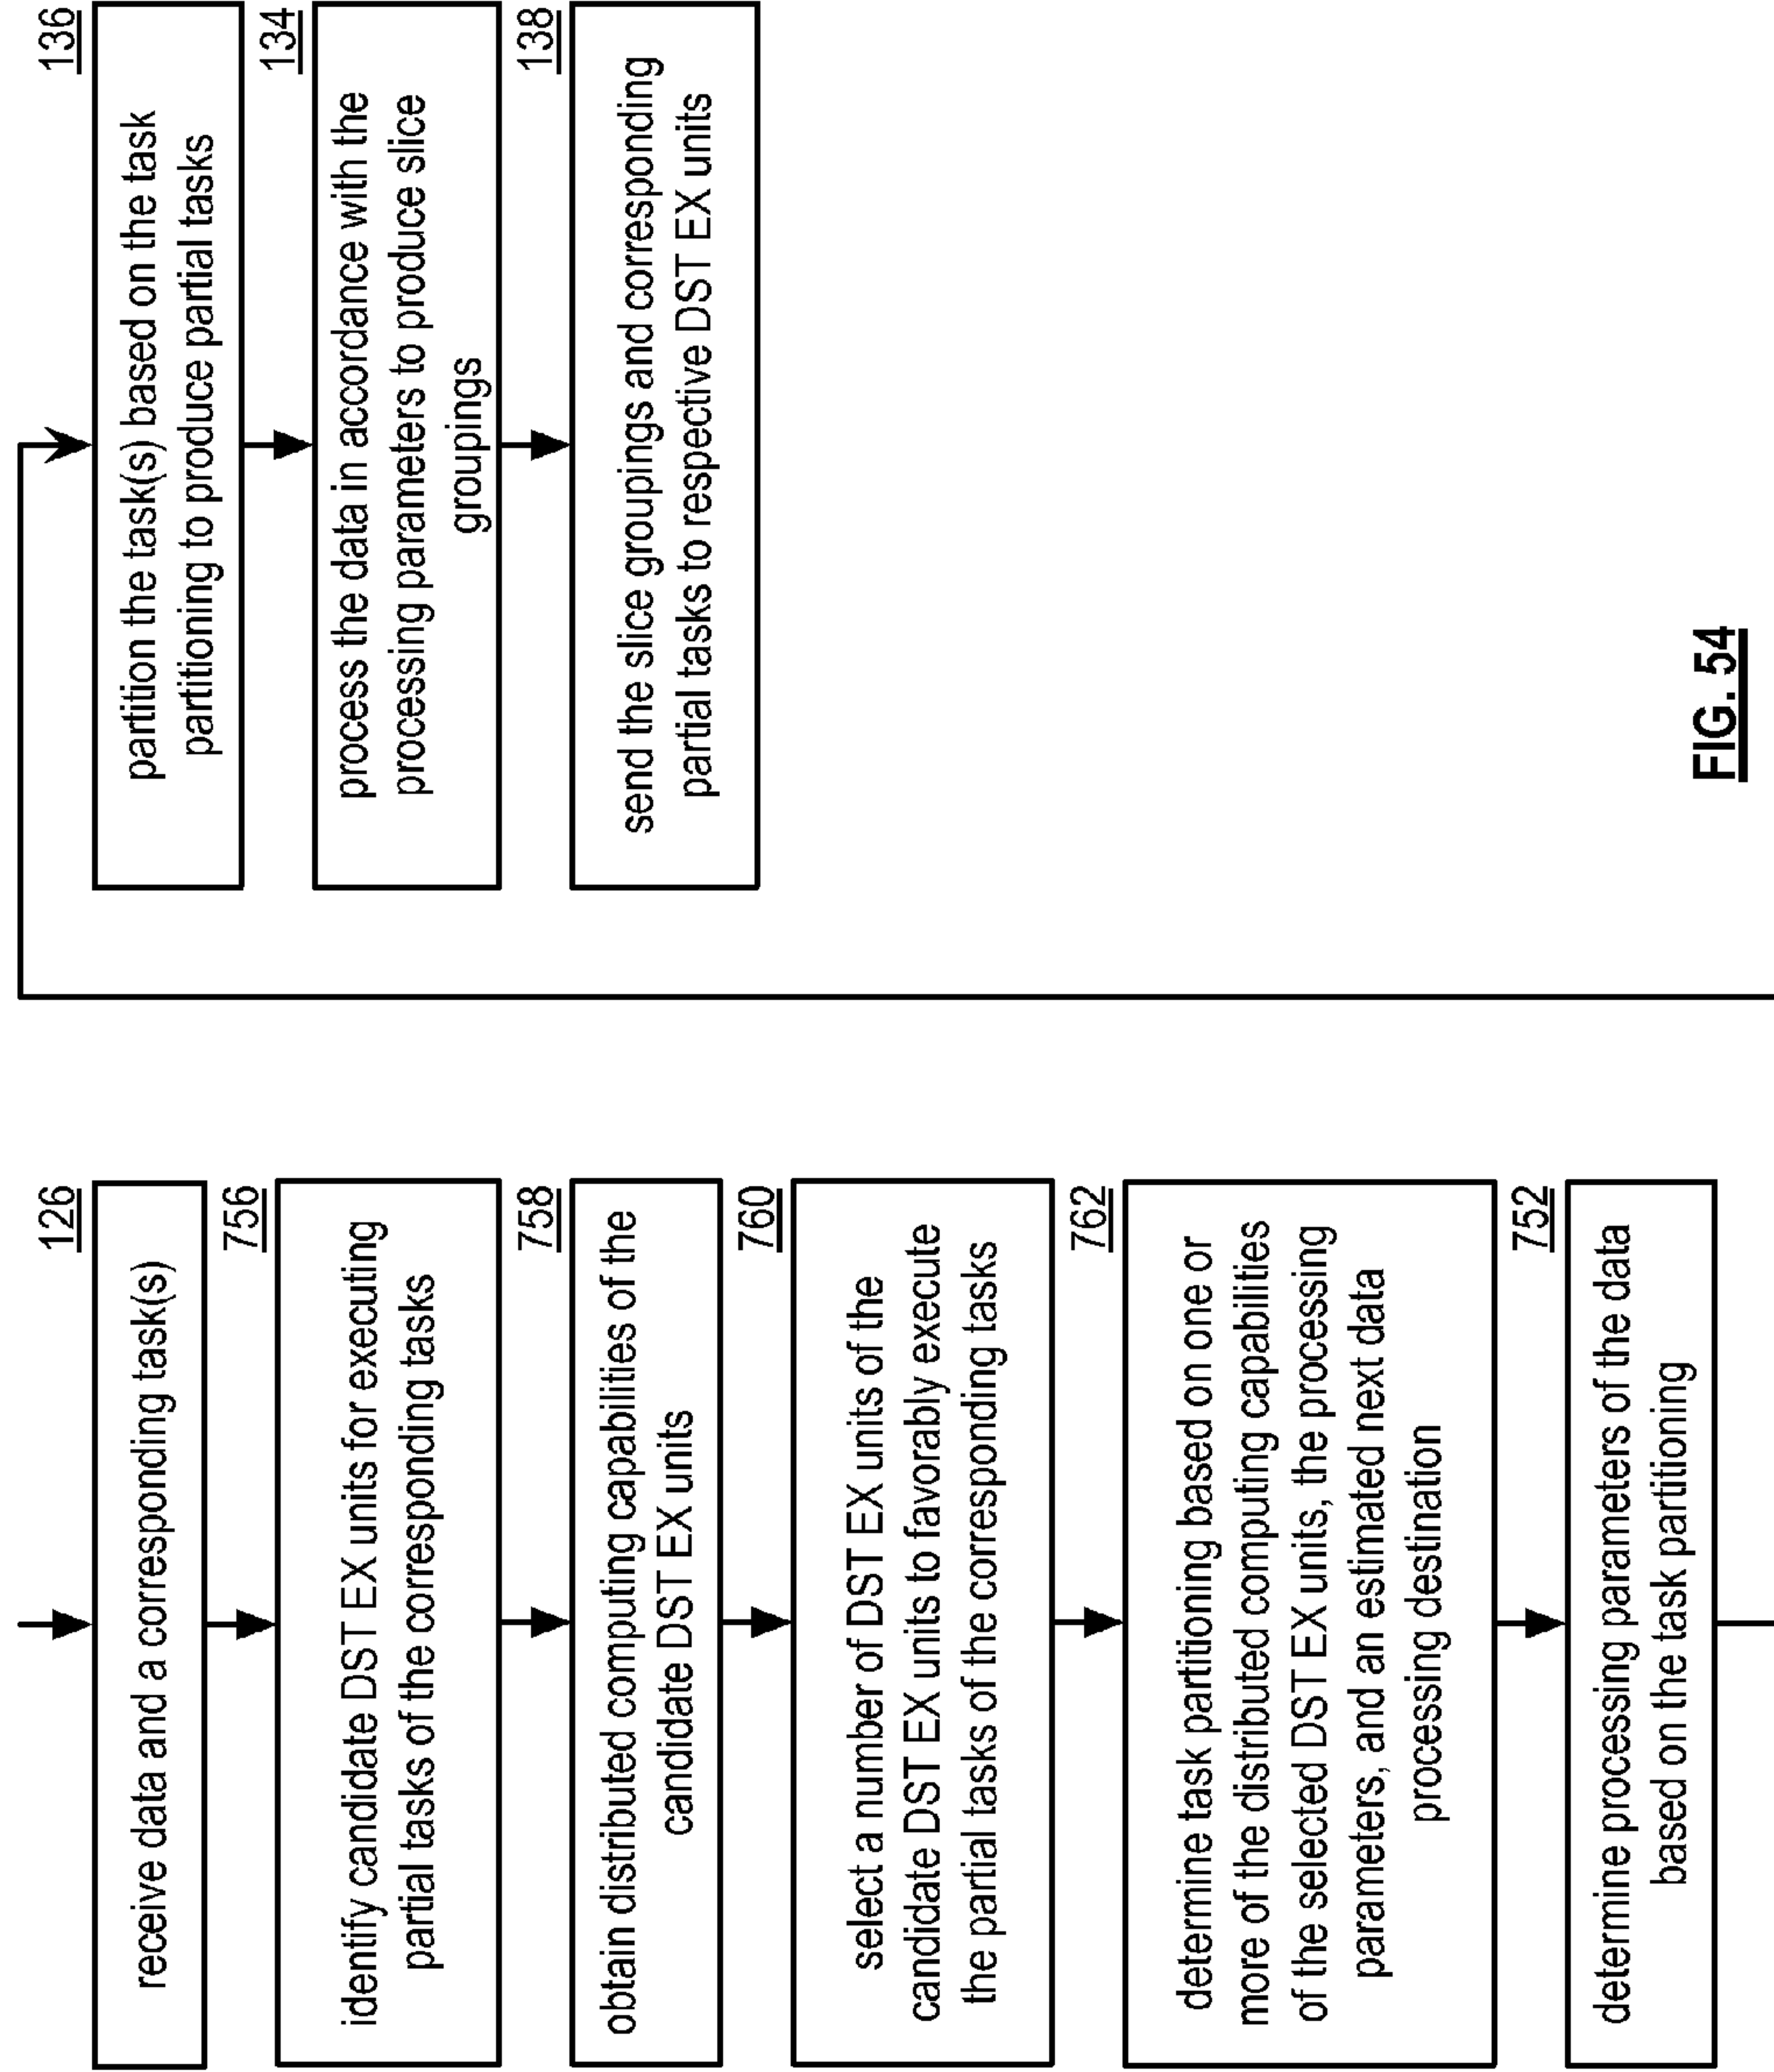 126
receive data and a corresponding task(s)
756
identify candidate DST EX units for executing
partial tasks of the corresponding tasks
758
obtain distributed computing capabilities of the
candidate DST EX units
760
select a number of DST EX units of the
candidate DST EX units to favorably execute
the partial tasks of the corresponding tasks
762
determine task partitioning based on one or
more of the distributed computing capabilities
of the selected DST EX units, the processing
parameters, and an estimated next data
processing destination
752
determine processing parameters of the data
based on the task partitioning
136
partition the task(s) based on the task
partitioning to produce partial tasks
134
process the data in accordance with the
processing parameters to produce slice
groupings
138
send the slice groupings and corresponding
partial tasks to respective DST EX units
FIG. 54